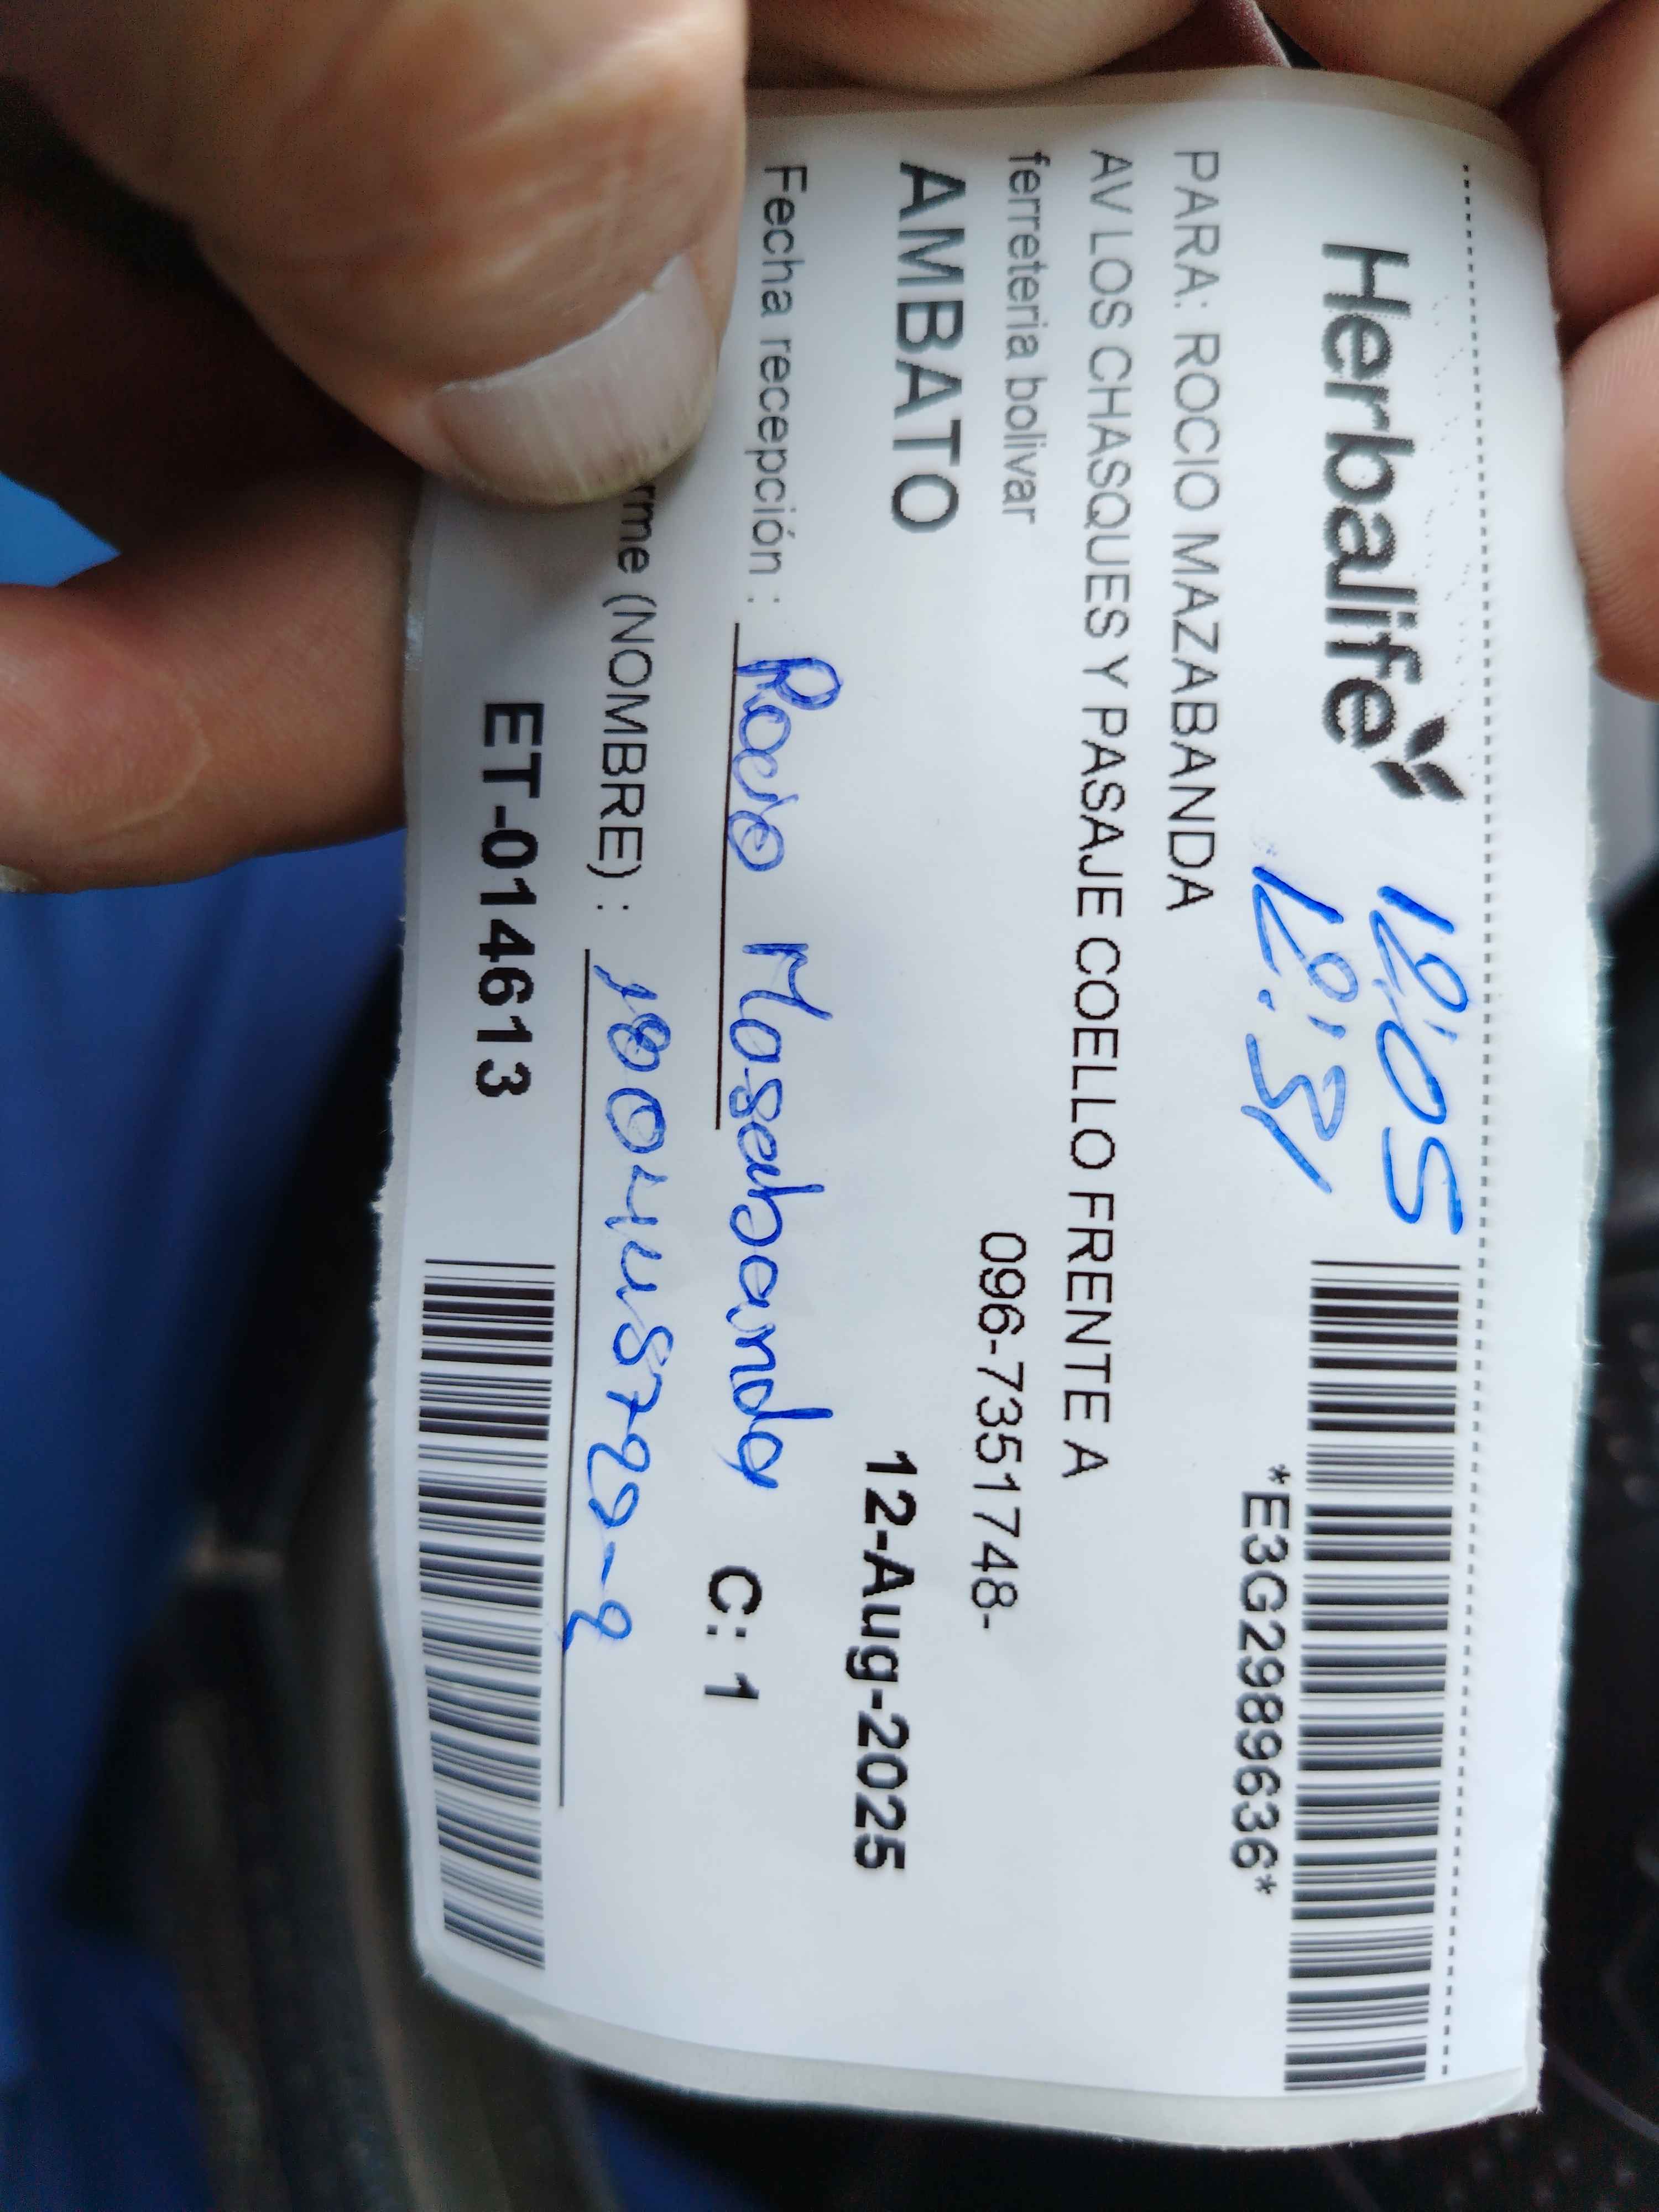 Herbalife
12:05
12:31
*E3G2989636*
PARA: ROCIO MAZABANDA
AV LOS CHASQUES Y PASAJE COELLO FRENTE A
ferreteria bolivar
096-7351748-
AMBATO
12-Aug-2025
Fecha recepción : Rocio Masabanda
C: 1
rme (NOMBRE) :
ET-014613